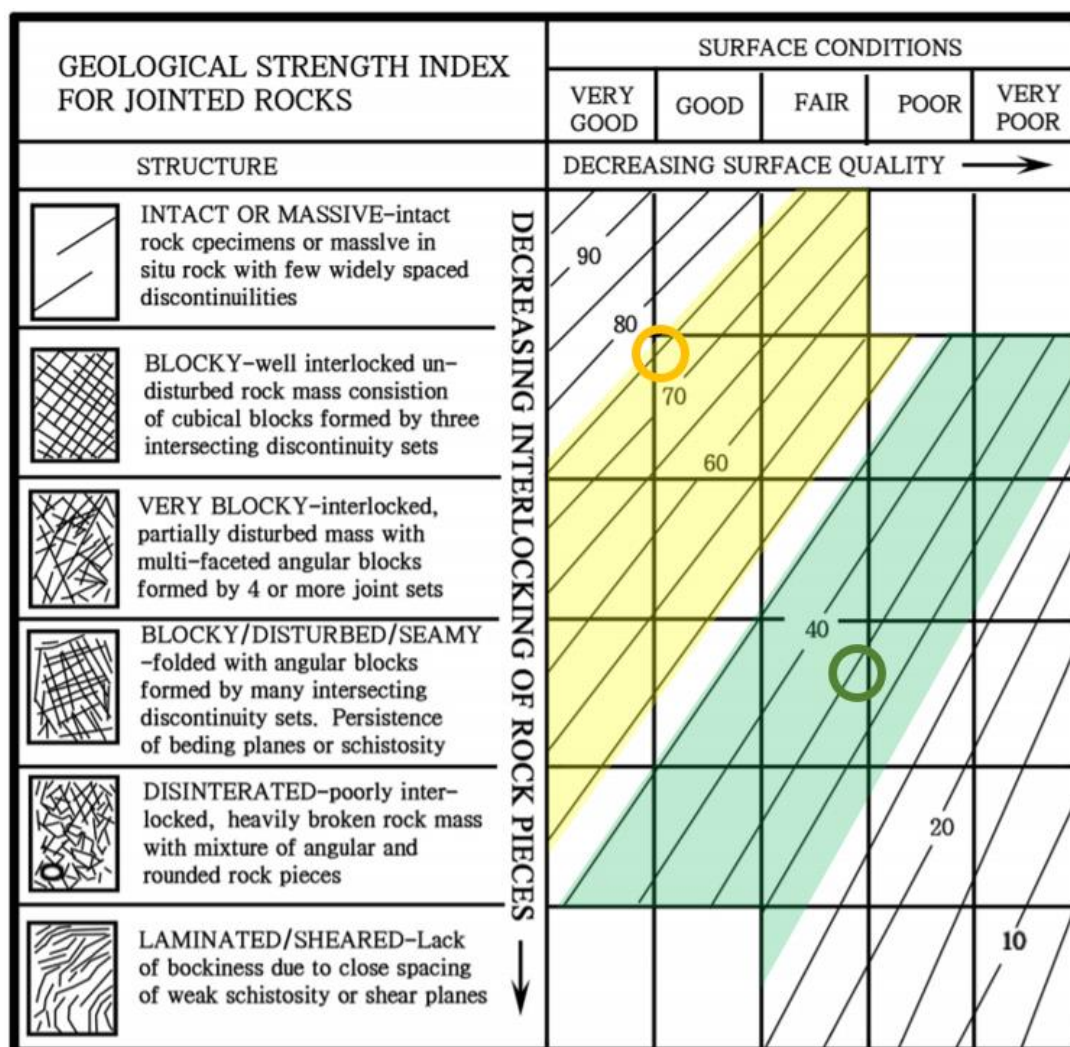 GEOLOGICAL STRENGTH INDEX
FOR JOINTED ROCKS
SURFACE CONDITIONS
VERY
GOOD
GOOD
FAIR
POOR
VERY
POOR
STRUCTURE
DECREASING SURFACE QUALITY
INTACT OR MASSIVE-intact
rock cpecimens or masslve in
situ rock with few widely spaced
discontinuilities
BLOCKY-well interlocked un-
disturbed rock mass consistion
of cubical blocks formed by three
intersecting discontinuity sets
VERY BLOCKY-interlocked,
partially disturbed mass with
multi-faceted angular blocks
formed by 4 or more joint sets
BLOCKY/DISTURBED/SEAMY
-folded with angular blocks
formed by many intersecting
discontinuity sets. Persistence
of beding planes or schistosity
DISINTERATED-poorly inter-
locked, heavily broken rock mass
with mixture of angular and
rounded rock pieces
LAMINATED/SHEARED-Lack
of bockiness due to close spacing
of weak schistosity or shear planes
DECREASING INTERLOCKING OF ROCK PIECES
90
80
70
60
40
20
10